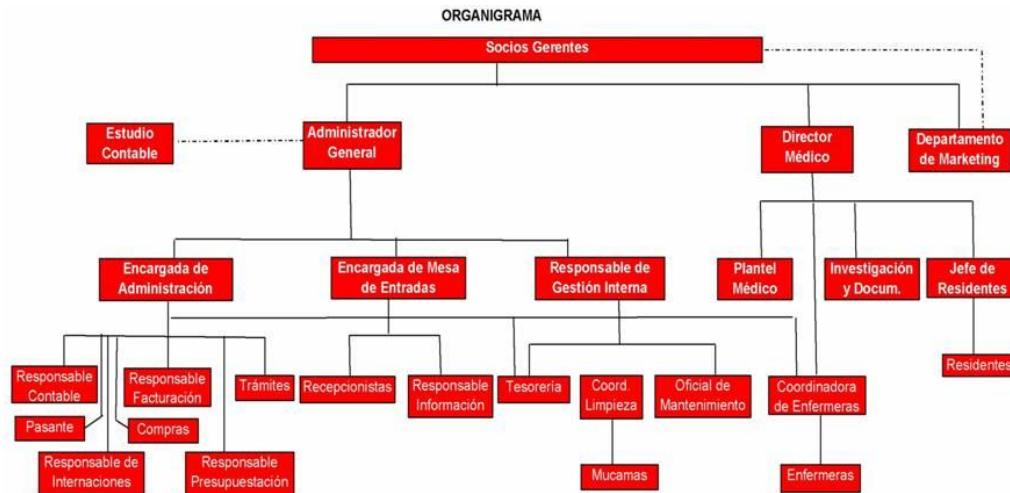 ORGANIGRAMA
Socios Gerentes
Estudio
Contable
Administrador
General
Director
Médico
Departamento
de Marketing
Encargada de
Administración
Encargada de Mesa
de Entradas
Responsable de
Gestión Interna
Plantel
Médico
Investigación
y Docum.
Jefe de
Residentes
Responsable
Contable
Responsable
Facturación
Trámites
Recepcionistas
Responsable
Información
Tesorería
Coord.
Limpieza
Oficial de
Mantenimiento
Coordinadora
de Enfermeras
Residentes
Pasante
Compras
Responsable de
Internaciones
Responsable
Presupuestación
Mucamas
Enfermeras